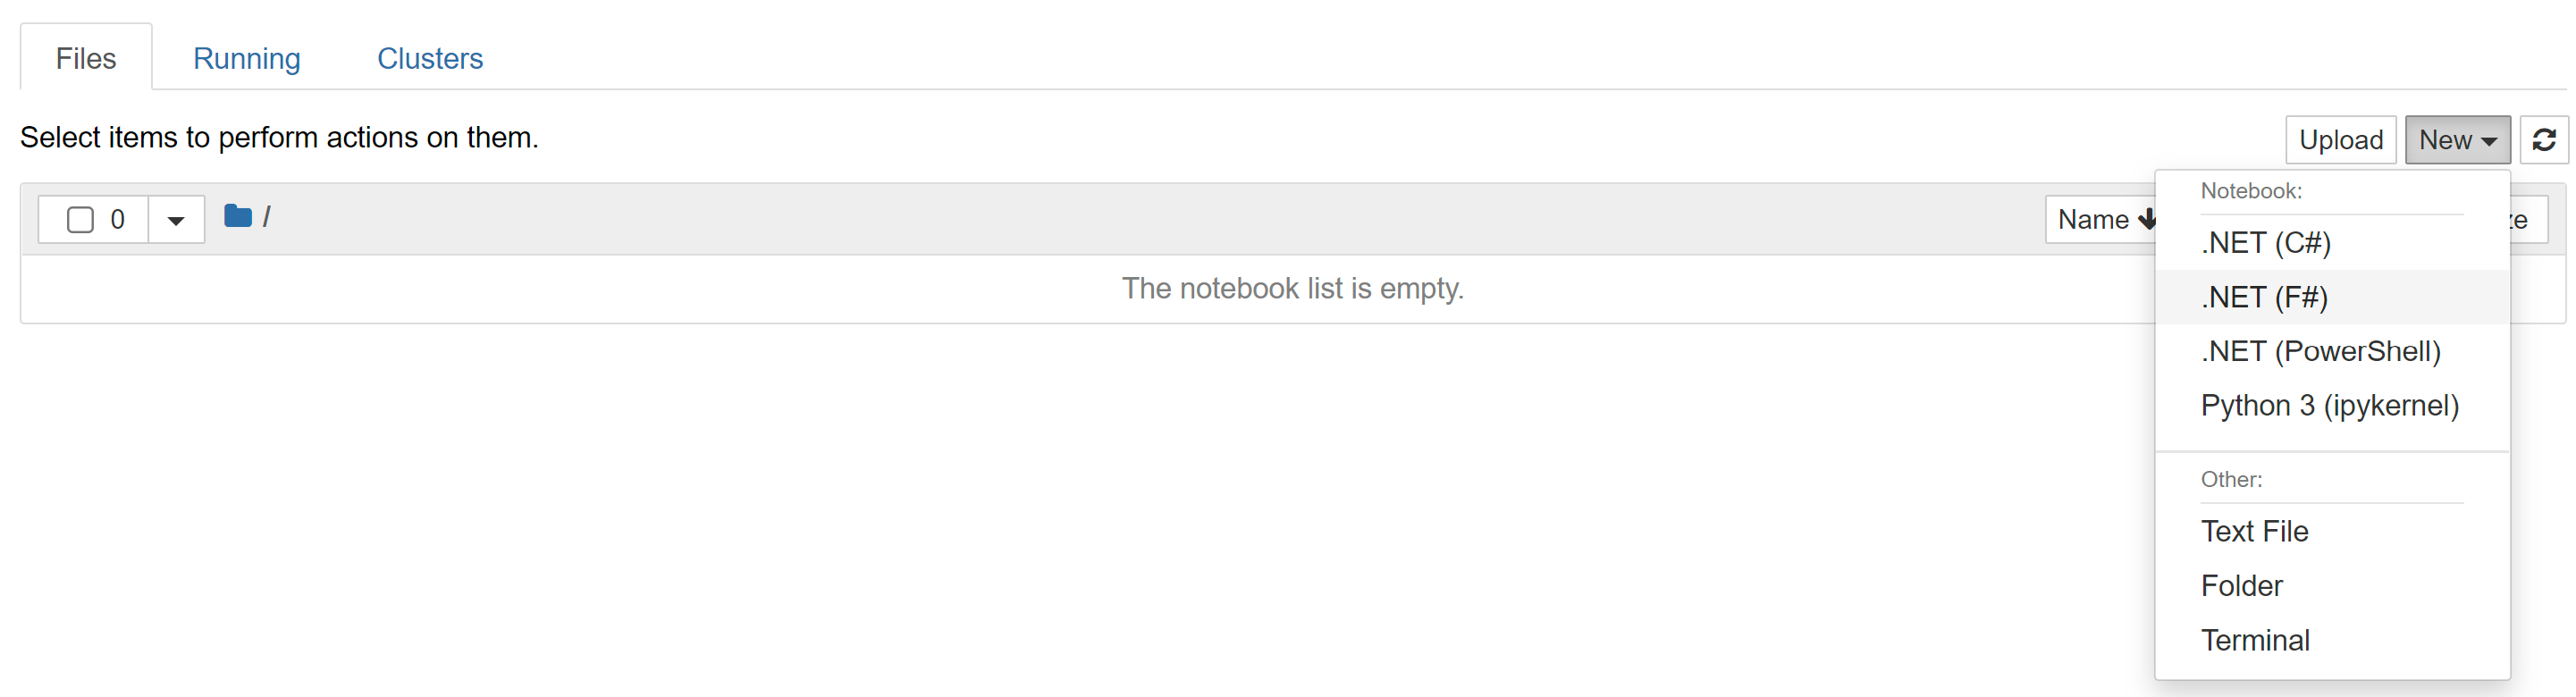 Files Running Clusters
Select items to perform actions on them.
Upload New
0 /
Name
The notebook list is empty.
Notebook:
.NET (C#)
.NET (F#)
.NET (PowerShell)
Python 3 (ipykernel)
Other:
Text File
Folder
Terminal